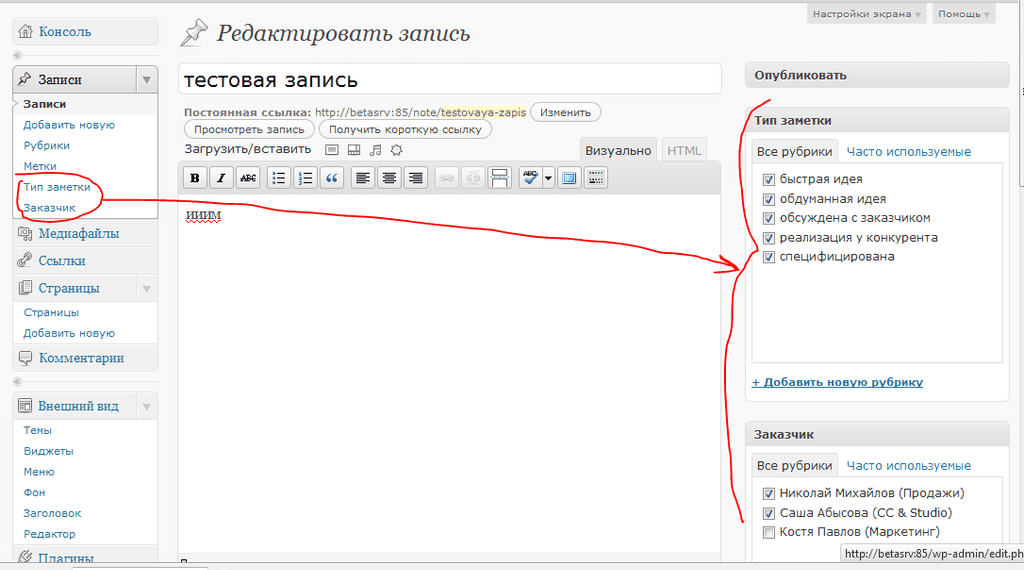 Настройки экрана
Помощь
Консоль
Редактировать запись
Записи
Записи
Добавить новую
Рубрики
Метки
Тип заметки
Заказчик
Медиафайлы
Ссылки
Страницы
Страницы
Добавить новую
Комментарии
Внешний вид
Темы
Виджеты
Меню
Фон
Заголовок
Редактор
Плагины
тестовая запись
Постоянная ссылка: http://betasrv:85/note/testovaya-zapis Изменить
Просмотреть запись Получить короткую ссылку
Загрузить/вставить
Визуально HTML
B I ABC ABC
ииим
Опубликовать
Тип заметки
Все рубрики Часто используемые
быстрая идея
обдуманная идея
обсуждена с заказчиком
реализация у конкурента
специфицирована
+ Добавить новую рубрику
Заказчик
Все рубрики Часто используемые
Николай Михайлов (Продажи)
Саша Абысова (CC & Studio)
Костя Павлов (Маркетинг)
http://betasrv:85/wp-admin/edit.ph